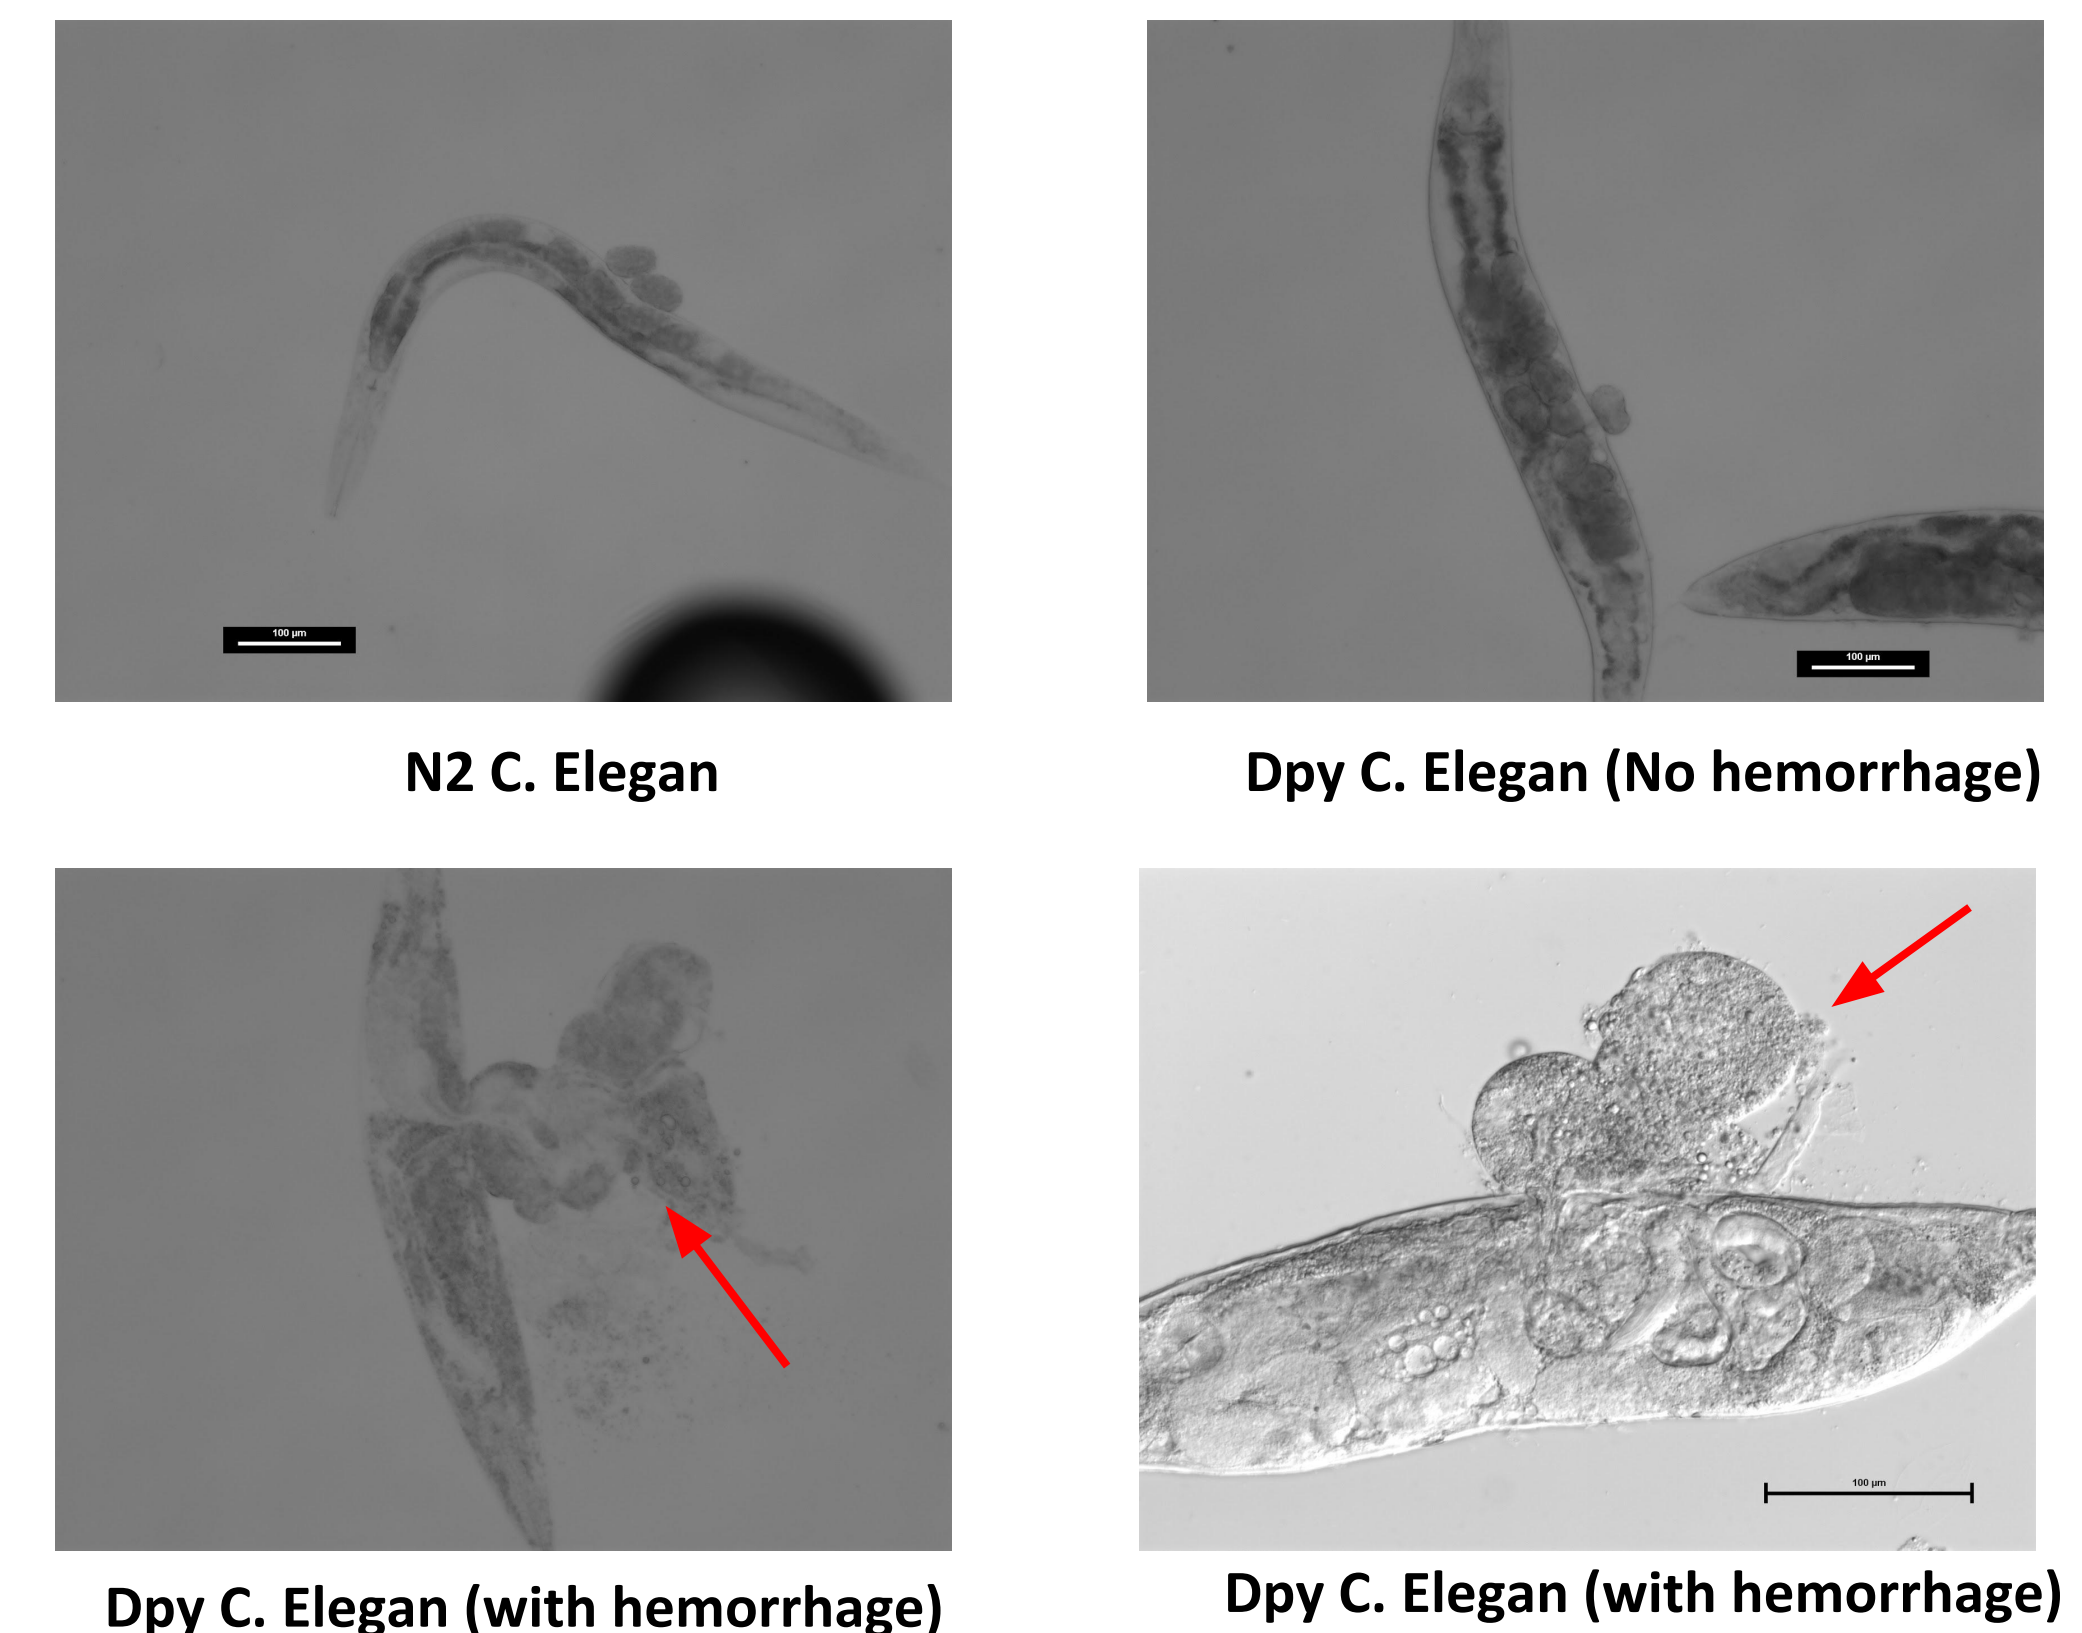 100 µm
100 µm
N2 C. Elegan
Dpy C. Elegan (No hemorrhage)
100 µm
Dpy C. Elegan (with hemorrhage)
Dpy C. Elegan (with hemorrhage)